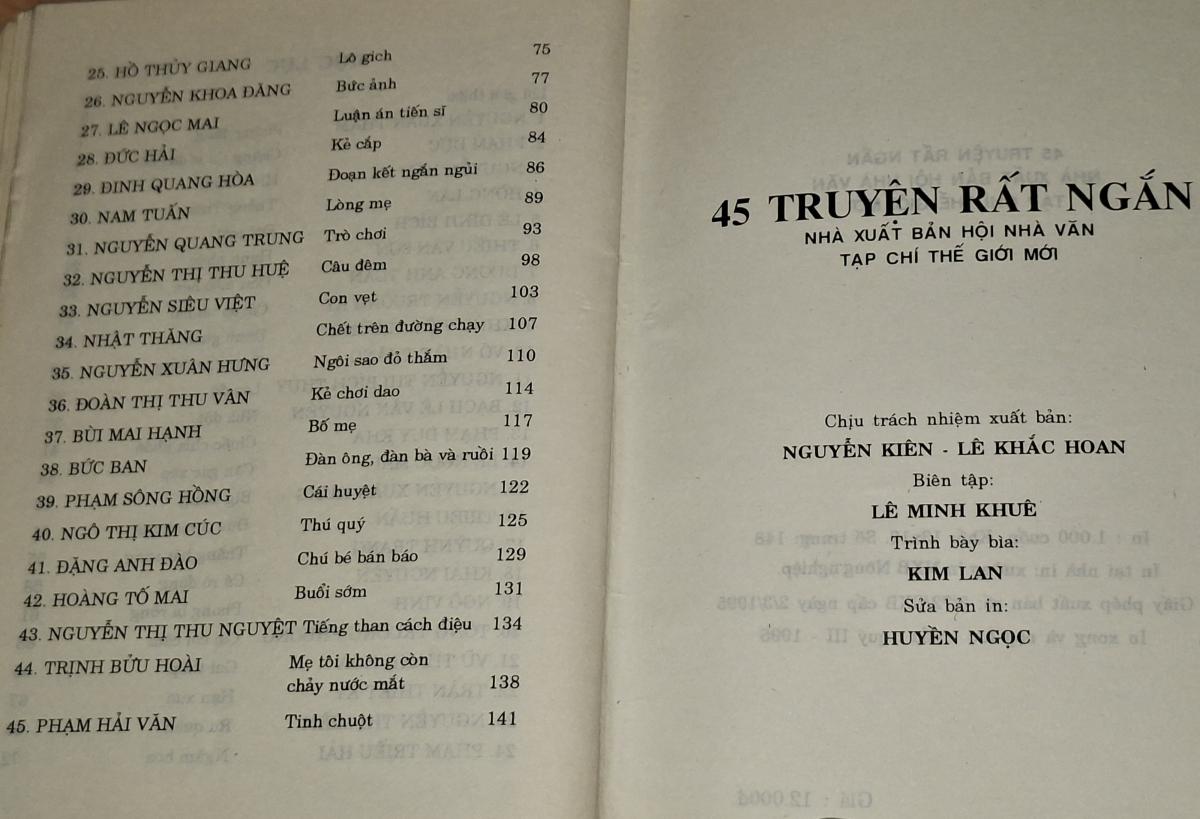 25. HỒ THỦY GIANG Lô gich 75
26. NGUYỄN KHOA ĐĂNG Bức ảnh 77
27. LÊ NGỌC MAI Luận án tiến sĩ 80
28. ĐỨC HẢI Kẻ cắp 84
29. ĐINH QUANG HÒA Đoạn kết ngắn ngủi 86
30. NAM TUẤN Lòng mẹ 89
31. NGUYỄN QUANG TRUNG Trò chơi 93
32. NGUYỄN THỊ THU HUỆ Câu đêm 98
33. NGUYỄN SIÊU VIỆT Con vẹt 103
34. NHẬT THĂNG Chết trên đường chạy 107
35. NGUYỄN XUÂN HƯNG Ngôi sao đỏ thắm 110
36. ĐOÀN THỊ THU VÂN Kẻ chơi dao 114
37. BÙI MAI HẠNH Bố mẹ 117
38. BỨC BAN Đàn ông, đàn bà và ruồi 119
39. PHẠM SÔNG HỒNG Cái huyệt 122
40. NGÔ THỊ KIM CÚC Thú quý 125
41. ĐẶNG ANH ĐÀO Chú bé bán báo 129
42. HOÀNG TỐ MAI Buổi sớm 131
43. NGUYỄN THỊ THU NGUYỆT Tiếng than cách điệu 134
44. TRỊNH BỬU HOÀI Mẹ tôi không còn
chảy nước mắt 138
45. PHẠM HẢI VĂN Tinh chuột 141
45 TRUYỆN RẤT NGẮN
NHÀ XUẤT BẢN HỘI NHÀ VĂN
TẠP CHÍ THẾ GIỚI MỚI
Chịu trách nhiệm xuất bản:
NGUYỄN KIÊN - LÊ KHẮC HOAN
Biên tập:
LÊ MINH KHUÊ
Trình bày bìa:
KIM LAN
Sửa bản in:
HUYỀN NGỌC